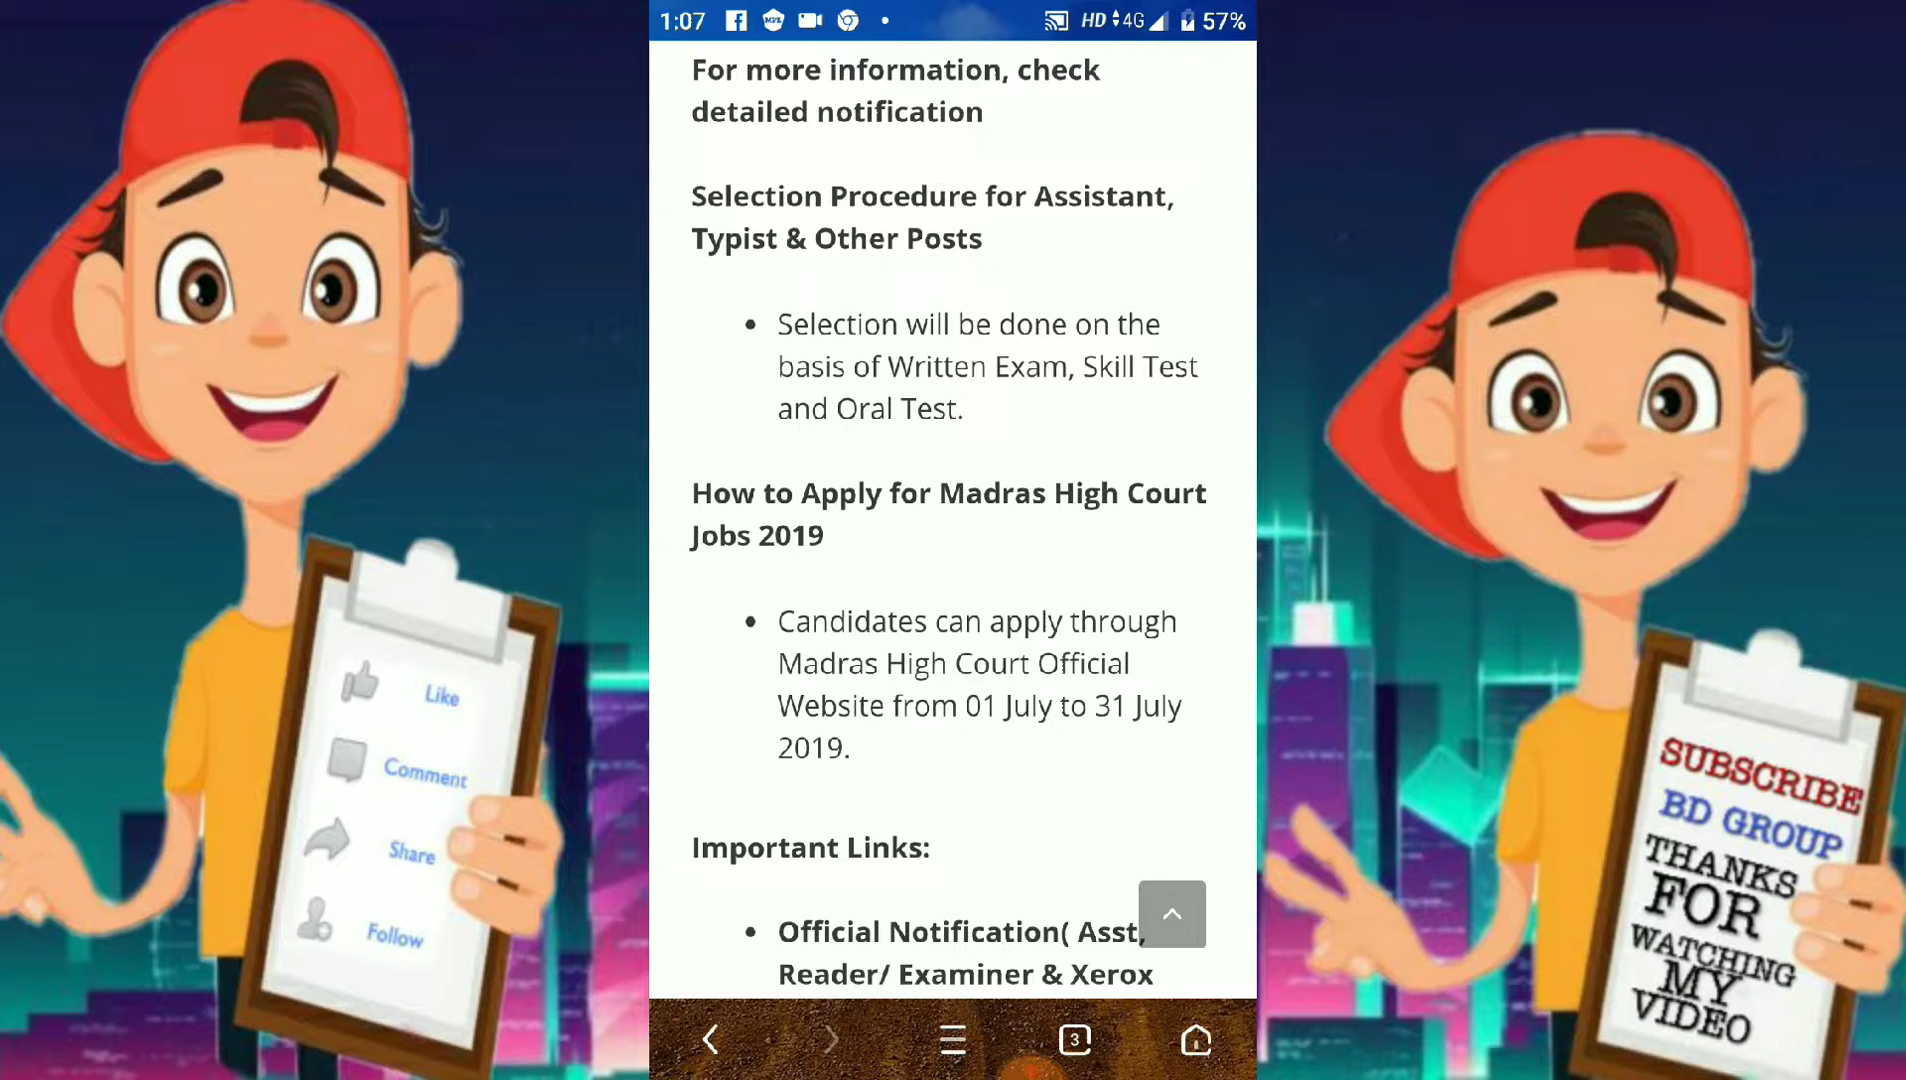 1:07
HD 4G 57%
For more information, check
detailed notification
Selection Procedure for Assistant,
Typist & Other Posts
• Selection will be done on the
basis of Written Exam, Skill Test
and Oral Test.
How to Apply for Madras High Court
Jobs 2019
• Candidates can apply through
Madras High Court Official
Website from 01 July to 31 July
2019.
Important Links:
• Official Notification( Asst,
Reader/ Examiner & Xerox
3
Like
Comment
Share
Follow
SUBSCRIBE
BD GROUP
THANKS
FOR
WATCHING
MY
VIDEO